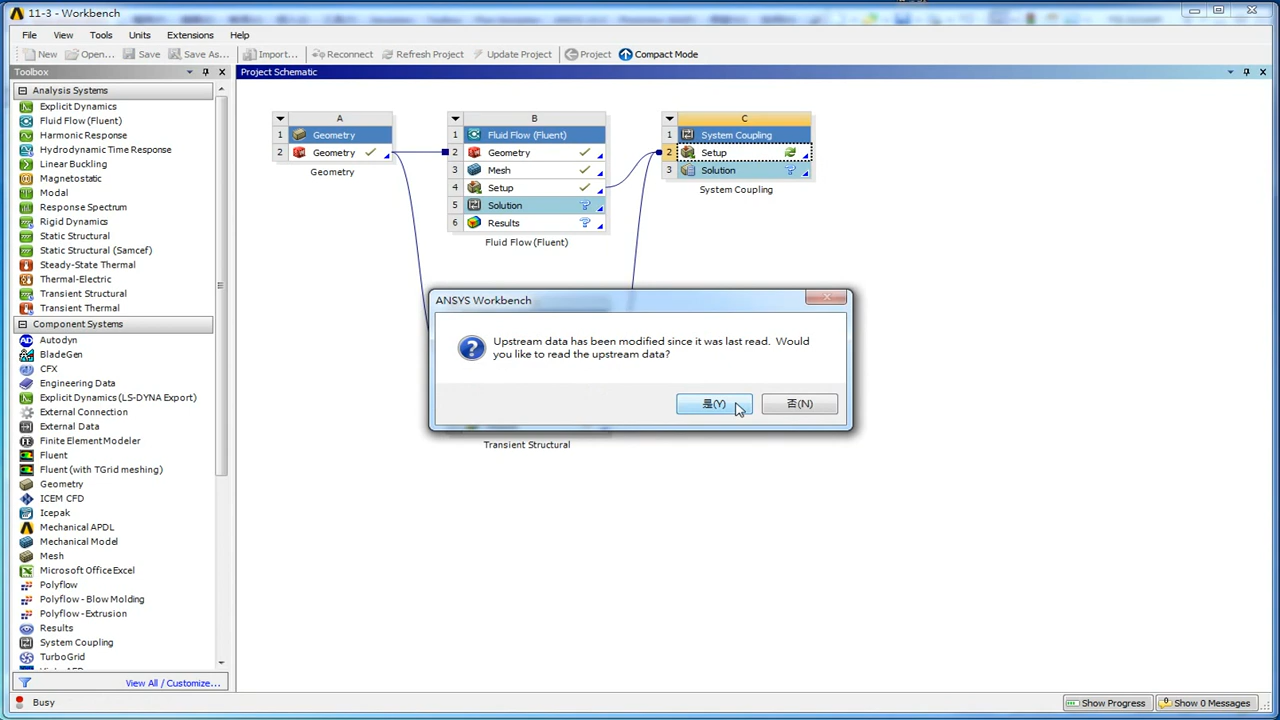 11-3 - Workbench
File View Tools Units Extensions Help
New Open... Save Save As... Import... Reconnect Refresh Project Update Project Project Compact Mode
Toolbox
Project Schematic
Analysis Systems
Explicit Dynamics
Fluid Flow (Fluent)
Harmonic Response
Hydrodynamic Time Response
Linear Buckling
Magnetostatic
Modal
Response Spectrum
Rigid Dynamics
Static Structural
Static Structural (Samcef)
Steady-State Thermal
Thermal-Electric
Transient Structural
Transient Thermal
Component Systems
Autodyn
BladeGen
CFX
Engineering Data
Explicit Dynamics (LS-DYNA Export)
External Connection
External Data
Finite Element Modeler
Fluent
Fluent (with TGrid meshing)
Geometry
ICEM CFD
Icepak
Mechanical APDL
Mechanical Model
Mesh
Microsoft Office Excel
Polyflow
Polyflow - Blow Molding
Polyflow - Extrusion
Results
System Coupling
TurboGrid
View All / Customize...
A
1 Geometry
2 Geometry
Geometry
B
1 Fluid Flow (Fluent)
2 Geometry
3 Mesh
4 Setup
5 Solution
6 Results
Fluid Flow (Fluent)
C
1 System Coupling
2 Setup
3 Solution
System Coupling
ANSYS Workbench
Upstream data has been modified since it was last read. Would
you like to read the upstream data?
是(Y) 否(N)
Transient Structural
Busy
Show Progress Show 0 Messages